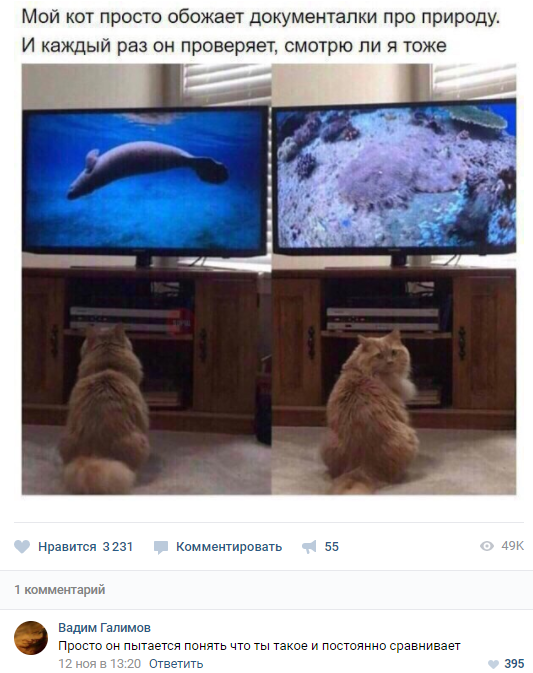 Мой кот просто обожает документалки про природу.
И каждый раз он проверяет, смотрю ли я тоже
Нравится 3 231
Комментировать
55
49K
1 комментарий
Вадим Галимов
Просто он пытается понять что ты такое и постоянно сравнивает
12 ноя в 13:20 Ответить
395